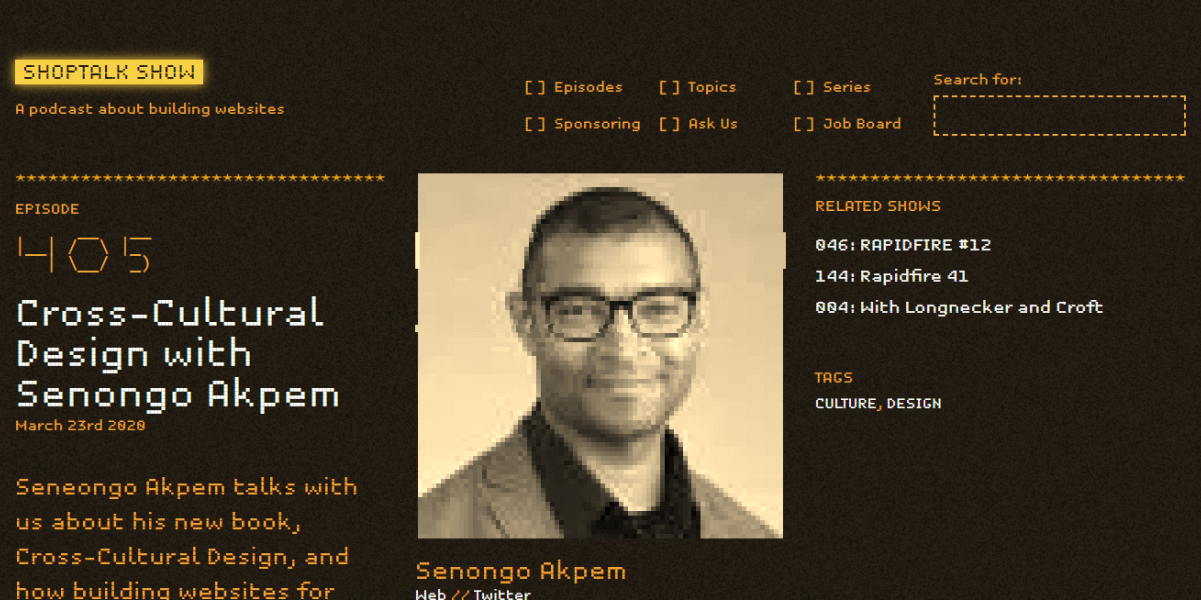 SHOPTALK SHOW
A podcast about building websites
[ ] Episodes [ ] Topics [ ] Series
[ ] Sponsoring [ ] Ask Us [ ] Job Board
Search for:
***********************************
EPISODE
405
Cross-Cultural
Design with
Senongo Akpem
March 23rd 2020
Seneongo Akpem talks with
us about his new book,
Cross-Cultural Design, and
how building websites for
Senongo Akpem
Web // Twitter
***********************************
RELATED SHOWS
046: RAPIDFIRE #12
144: Rapidfire 41
004: With Longnecker and Croft
TAGS
CULTURE, DESIGN